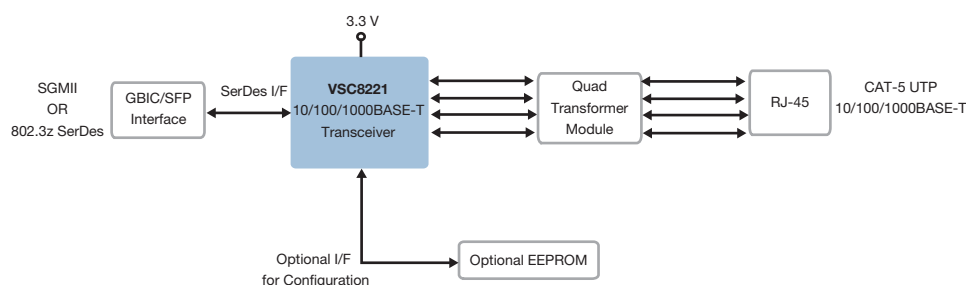 3.3 V
SGMII
OR
802.3z SerDes
GBIC/SFP
Interface
SerDes I/F
VSC8221
10/100/1000BASE-T
Transceiver
Quad
Transformer
Module
RJ-45
CAT-5 UTP
10/100/1000BASE-T
Optional I/F
for Configuration
Optional EEPROM